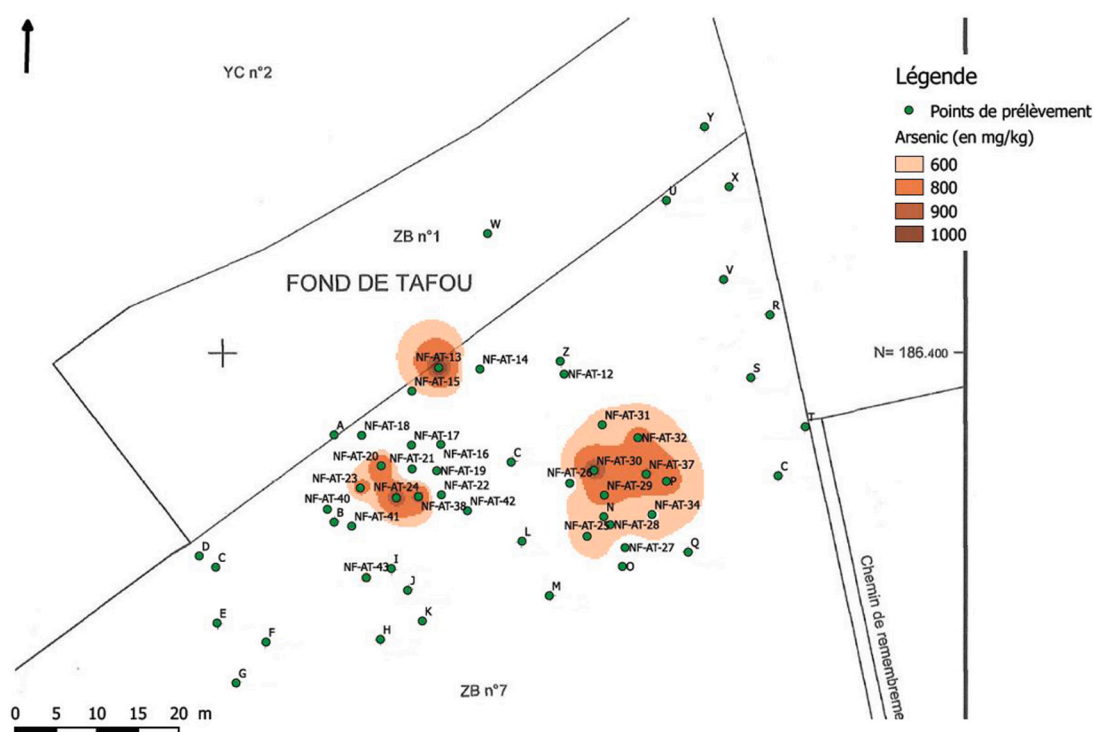 YC n°2
Légende
Points de prélèvement
Arsenic (en mg/kg)
600
800
900
1000
Y
X
U
W
ZB n°1
V
FOND DE TAFOU
R
NF-AT-13
NF-AT-14
Z
N= 186.400
NF-AT-15
NF-AT-12
S
NF-AT-31
T
A
NF-AT-18
NF-AT-17
NF-AT-32
NF-AT-16
NF-AT-20
NF-AT-21
C
NF-AT-30
NF-AT-37
NF-AT-19
NF-AT-26
C
NF-AT-23
NF-AT-24
P
NF-AT-22
NF-AT-29
NF-AT-40
NF-AT-38
NF-AT-42
N
NF-AT-34
B
NF-AT-41
NF-AT-25
NF-AT-28
L
NF-AT-27
Q
D
C
I
NF-AT-43
O
J
M
E
K
F
H
G
ZB n°7
Chemin de remembreme
0 5 10 15 20 m